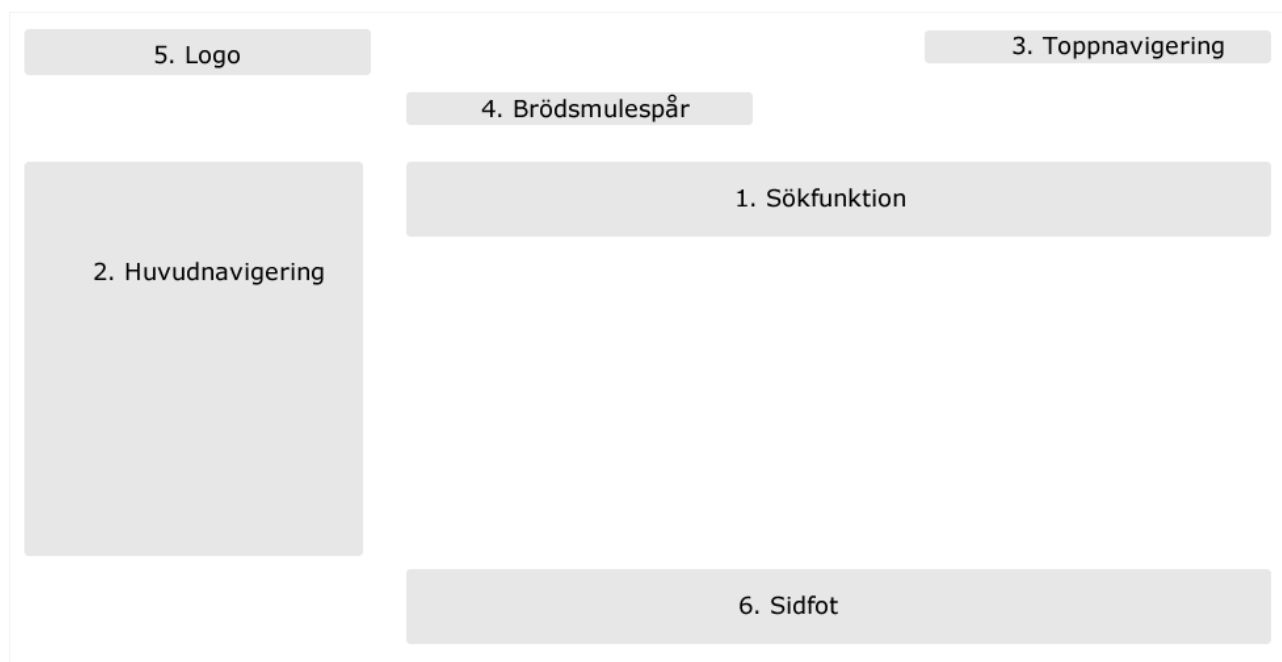 5. Logo
3. Toppnavigering
4. Brödsmulespår
1. Sökfunktion
2. Huvudnavigering
6. Sidfot